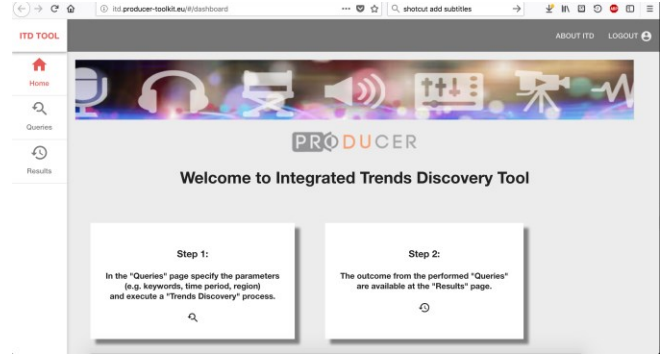 itd.producer-toolkit.eu/#/dashboard
shotcut add subtitles
ITD TOOL
ABOUT ITD
LOGOUT
Home
Queries
Results
PRODUCER
Welcome to Integrated Trends Discovery Tool
Step 1:
In the "Queries" page specify the parameters
(e.g. keywords, time period, region)
and execute a "Trends Discovery" process.
Step 2:
The outcome from the performed "Queries"
are available at the "Results" page.